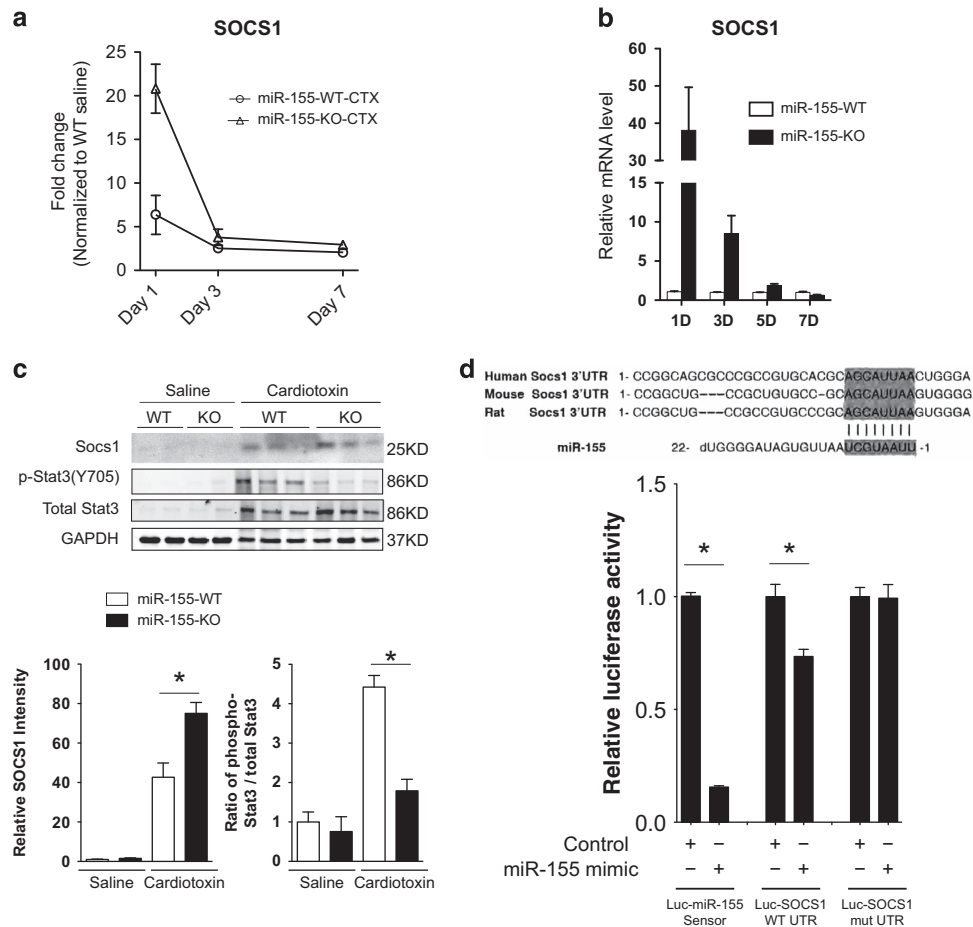 a
SOCS1
Fold change
(Normalized to WT saline)
25
20
15
10
5
0
miR-155-WT-CTX
miR-155-KO-CTX
Day 1
Day 3
Day 7
b
SOCS1
Relative mRNA level
60
50
40
30
15
10
5
0
miR-155-WT
miR-155-KO
1D 3D 5D 7D
c
Saline Cardiotoxin
WT KO WT KO
Socs1 25KD
p-Stat3(Y705) 86KD
Total Stat3 86KD
GAPDH 37KD
miR-155-WT
miR-155-KO
Relative SOCS1 Intensity
100
80
60
40
20
0
*
Saline Cardiotoxin
Ratio of phospho-
Stat3 / total Stat3
5
4
3
2
1
0
*
Saline Cardiotoxin
d
Human Socs1 3'UTR 1- CCGGCAGCGCCCGCCGUGCACGCAGCAUUAACUGGGA
Mouse Socs1 3'UTR 1- CCGGCUG---CCGCUGUGCC-GCAGCAUUAAGUGGGA
Rat Socs1 3'UTR 1- CCGGCUG---CCGCCGUGCCCGCAGCAUUAAGUGGGA
miR-155 22- dUGGGGAUAGUGUUAAUCGUAAUU -1
Relative luciferase activity
1.5
1.0
0.5
0.0
* *
Control + − + − + −
miR-155 mimic − + − + − +
Luc-miR-155
Sensor
Luc-SOCS1
WT UTR
Luc-SOCS1
mut UTR